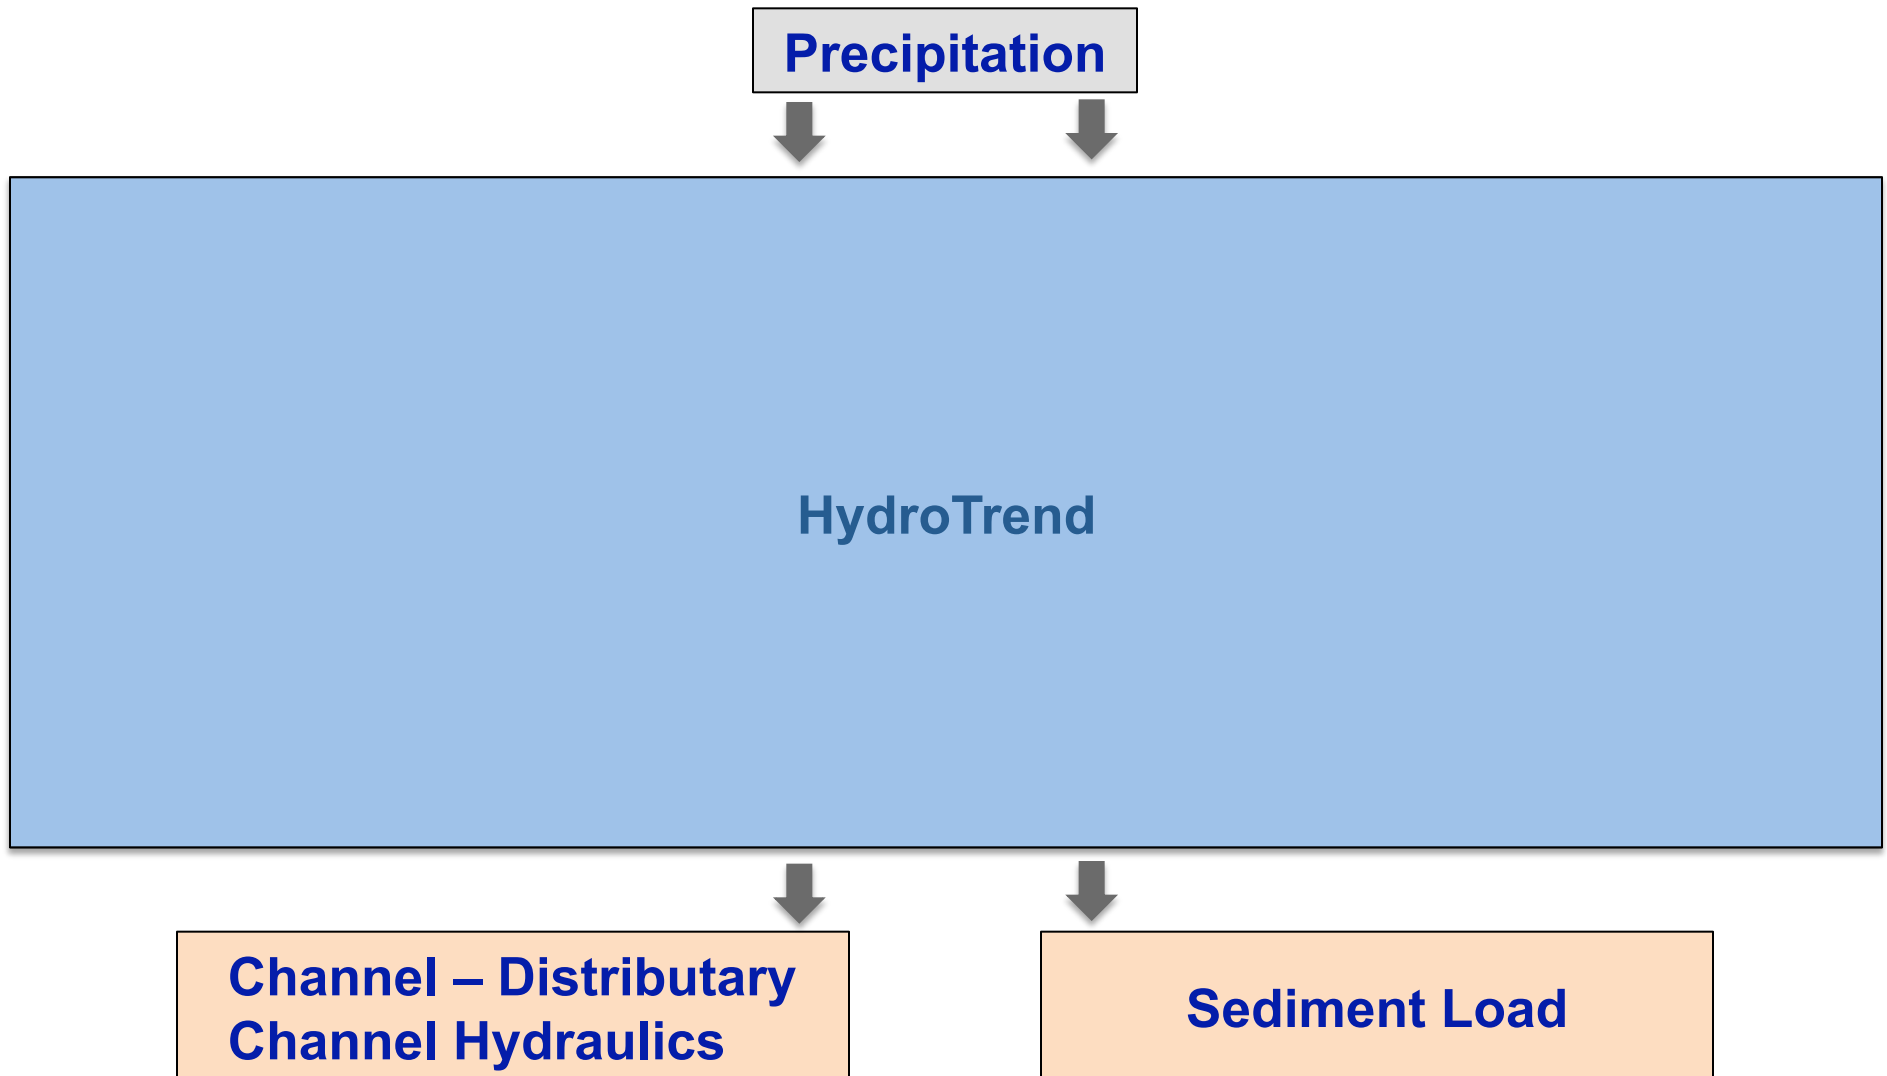 Precipitation
HydroTrend
Channel – Distributary
Channel Hydraulics
Sediment Load